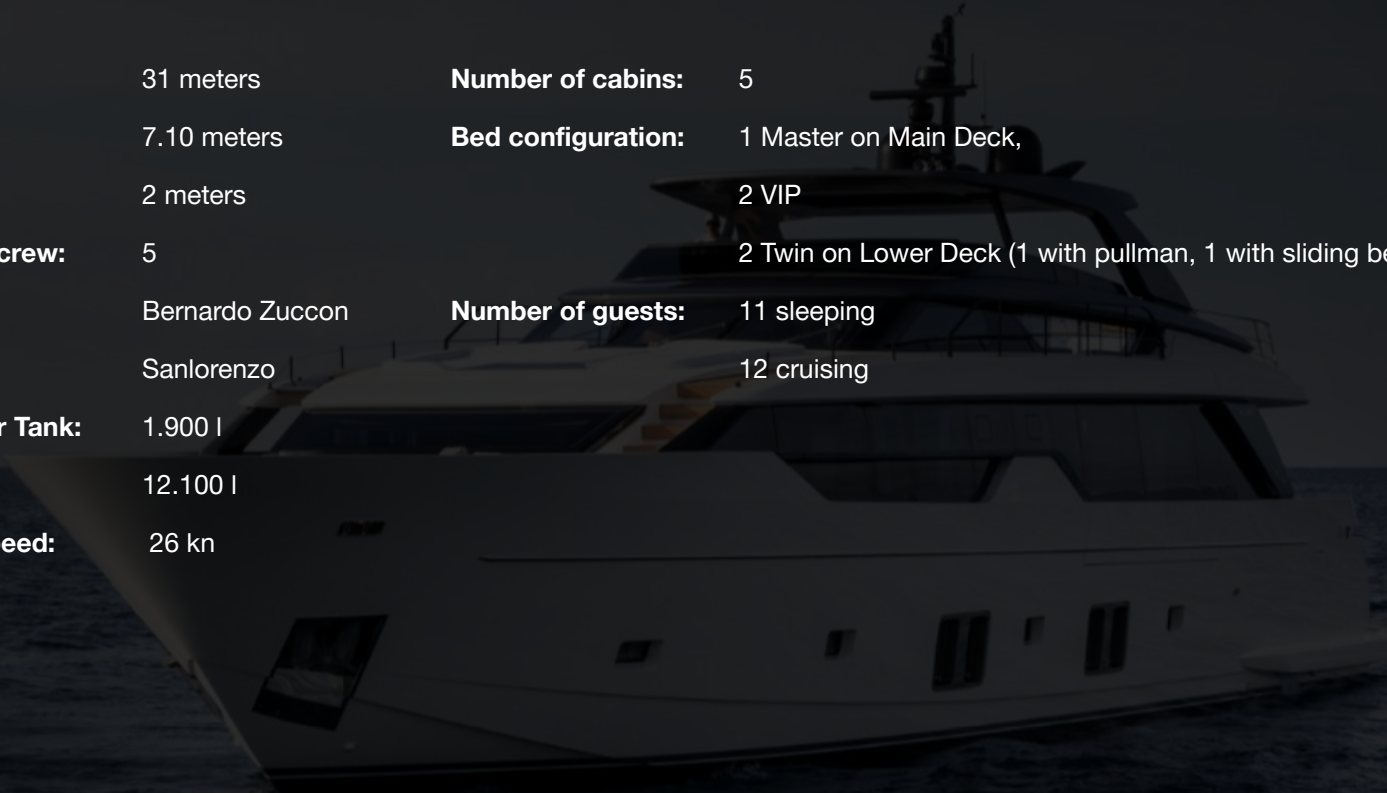 31 meters Number of cabins: 5
7.10 meters Bed configuration: 1 Master on Main Deck,
2 meters 2 VIP
crew: 5 2 Twin on Lower Deck (1 with pullman, 1 with sliding
Bernardo Zuccon Number of guests: 11 sleeping
Sanlorenzo 12 cruising
Tank: 1.900 l
12.100 l
26 kn